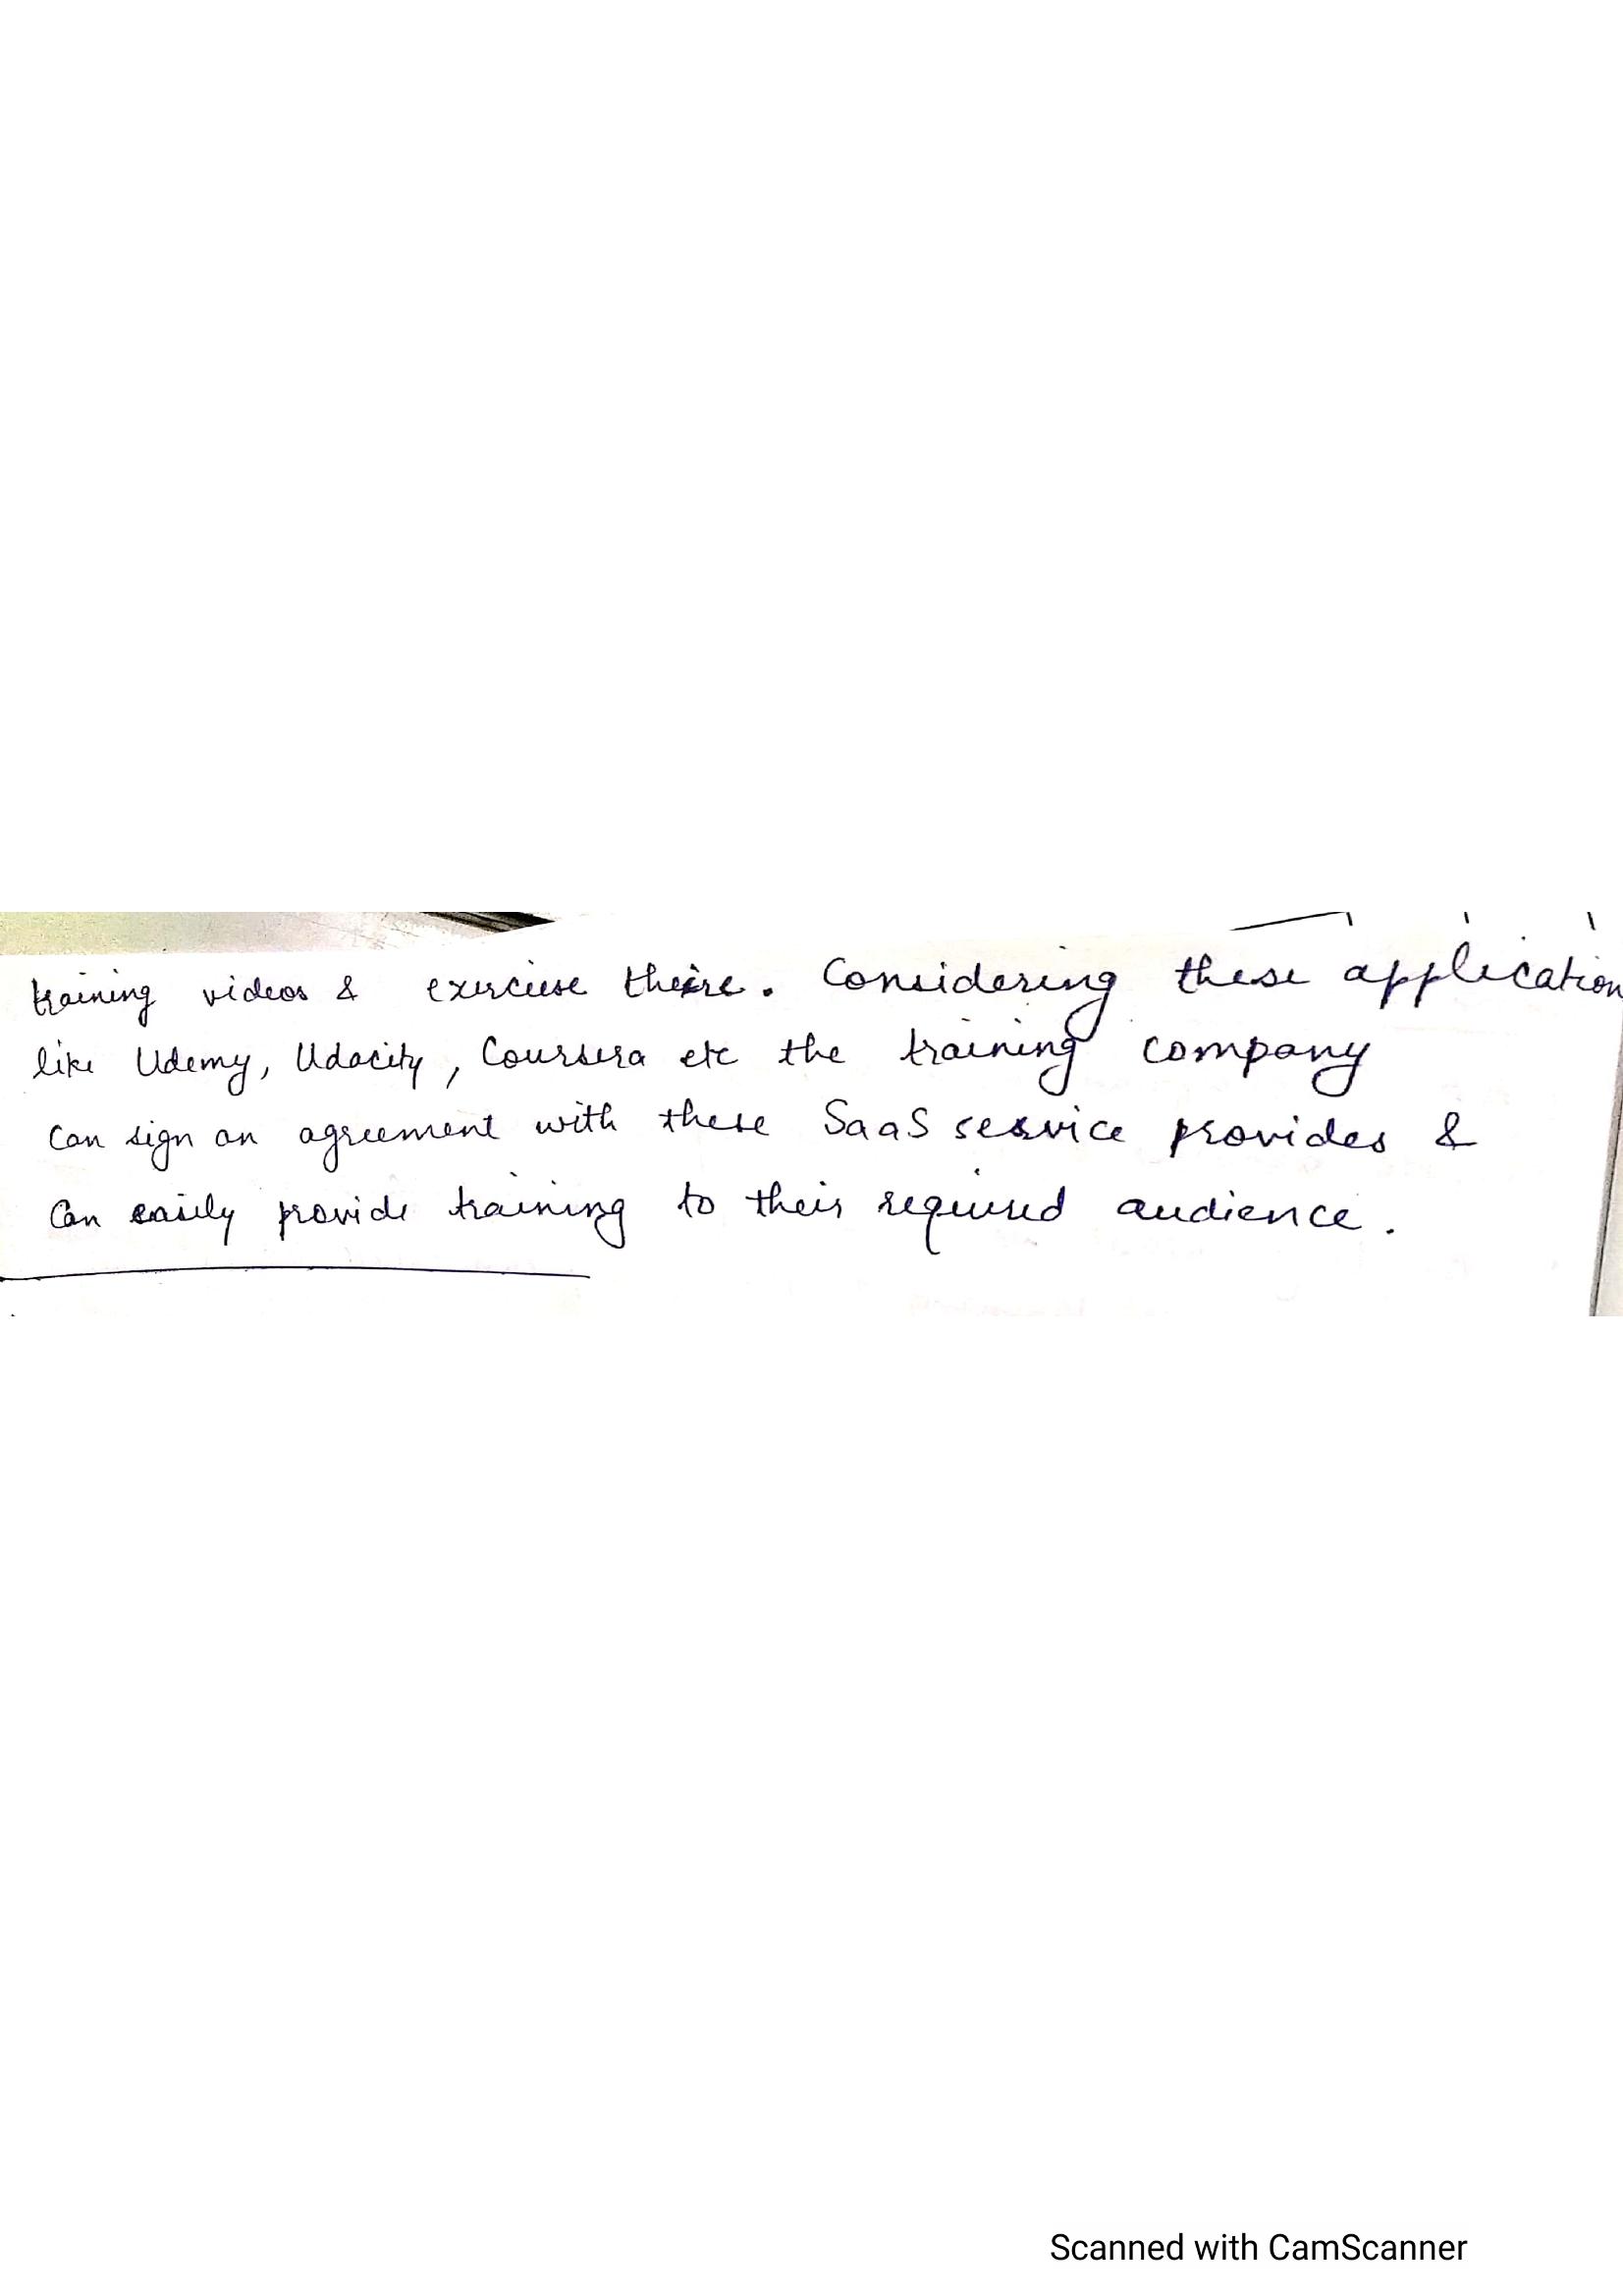 training videos & exerciese there. Considering these application
like Udemy, Udacity, Coursera etc the training company
can sign an agreement with these SaaS service provides &
Can easily provide training to their required audience.
Scanned with CamScanner